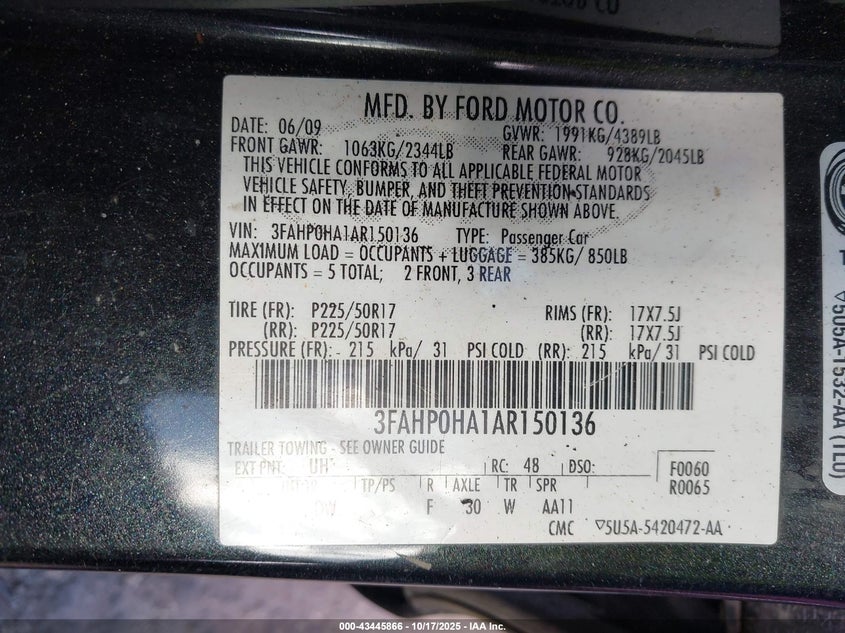 MFD. BY FORD MOTOR CO.
DATE: 06/09 GVWR: 1991KG/4389LB
FRONT GAWR: 1063KG/2344LB REAR GAWR: 928KG/2045LB
THIS VEHICLE CONFORMS TO ALL APPLICABLE FEDERAL MOTOR
VEHICLE SAFETY, BUMPER, AND THEFT PREVENTION STANDARDS
IN EFFECT ON THE DATE OF MANUFACTURE SHOWN ABOVE.
VIN: 3FAHP0HA1AR150136 TYPE: Passenger Car
MAXIMUM LOAD = OCCUPANTS + LUGGAGE = 385KG/ 850LB
OCCUPANTS = 5 TOTAL; 2 FRONT, 3 REAR
TIRE (FR): P225/50R17 RIMS (FR): 17X7.5J
(RR): P225/50R17 (RR): 17X7.5J
PRESSURE (FR): 215 kPa/ 31 PSI COLD (RR): 215 kPa/ 31 PSI COLD
3FAHP0HA1AR150136
TRAILER TOWING - SEE OWNER GUIDE
EXT PNT: UH RC: 48 DSO: F0060
R0065
TP/PS R AXLE TR SPR
F 30 W AA11
CMC ▽5U5A-5420472-AA
▽5U5A-1532-AA (TLU)
000-43445866 - 10/17/2025 - IAA Inc.